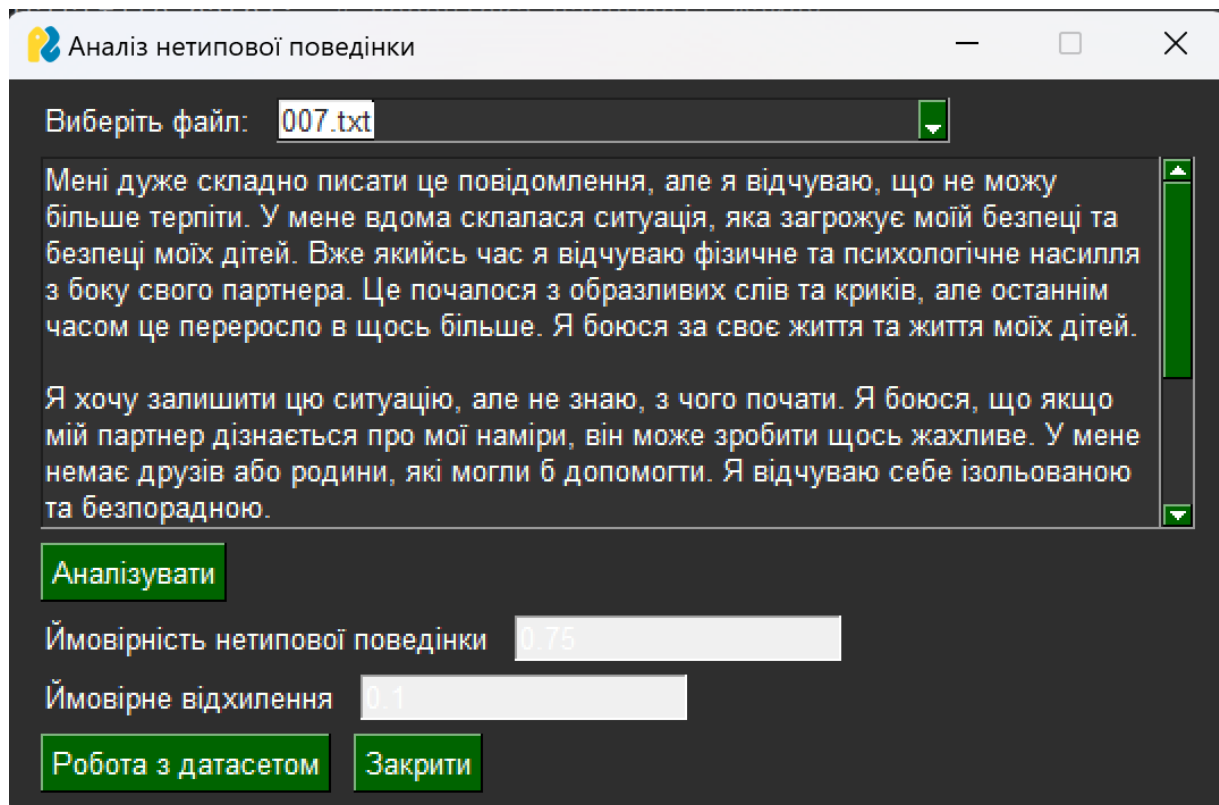 Аналіз нетипової поведінки
Виберіть файл: 007.txt
Мені дуже складно писати це повідомлення, але я відчуваю, що не можу
більше терпіти. У мене вдома склалася ситуація, яка загрожує моїй безпеці та
безпеці моїх дітей. Вже якийсь час я відчуваю фізичне та психологічне насилля
з боку свого партнера. Це почалося з образливих слів та криків, але останнім
часом це переросло в щось більше. Я боюся за своє життя та життя моїх дітей.
Я хочу залишити цю ситуацію, але не знаю, з чого почати. Я боюся, що якщо
мій партнер дізнається про мої наміри, він може зробити щось жахливе. У мене
немає друзів або родини, які могли б допомогти. Я відчуваю себе ізольованою
та безпорадною.
Аналізувати
Ймовірність нетипової поведінки 0.75
Ймовірне відхилення 0.1
Робота з датасетом Закрити